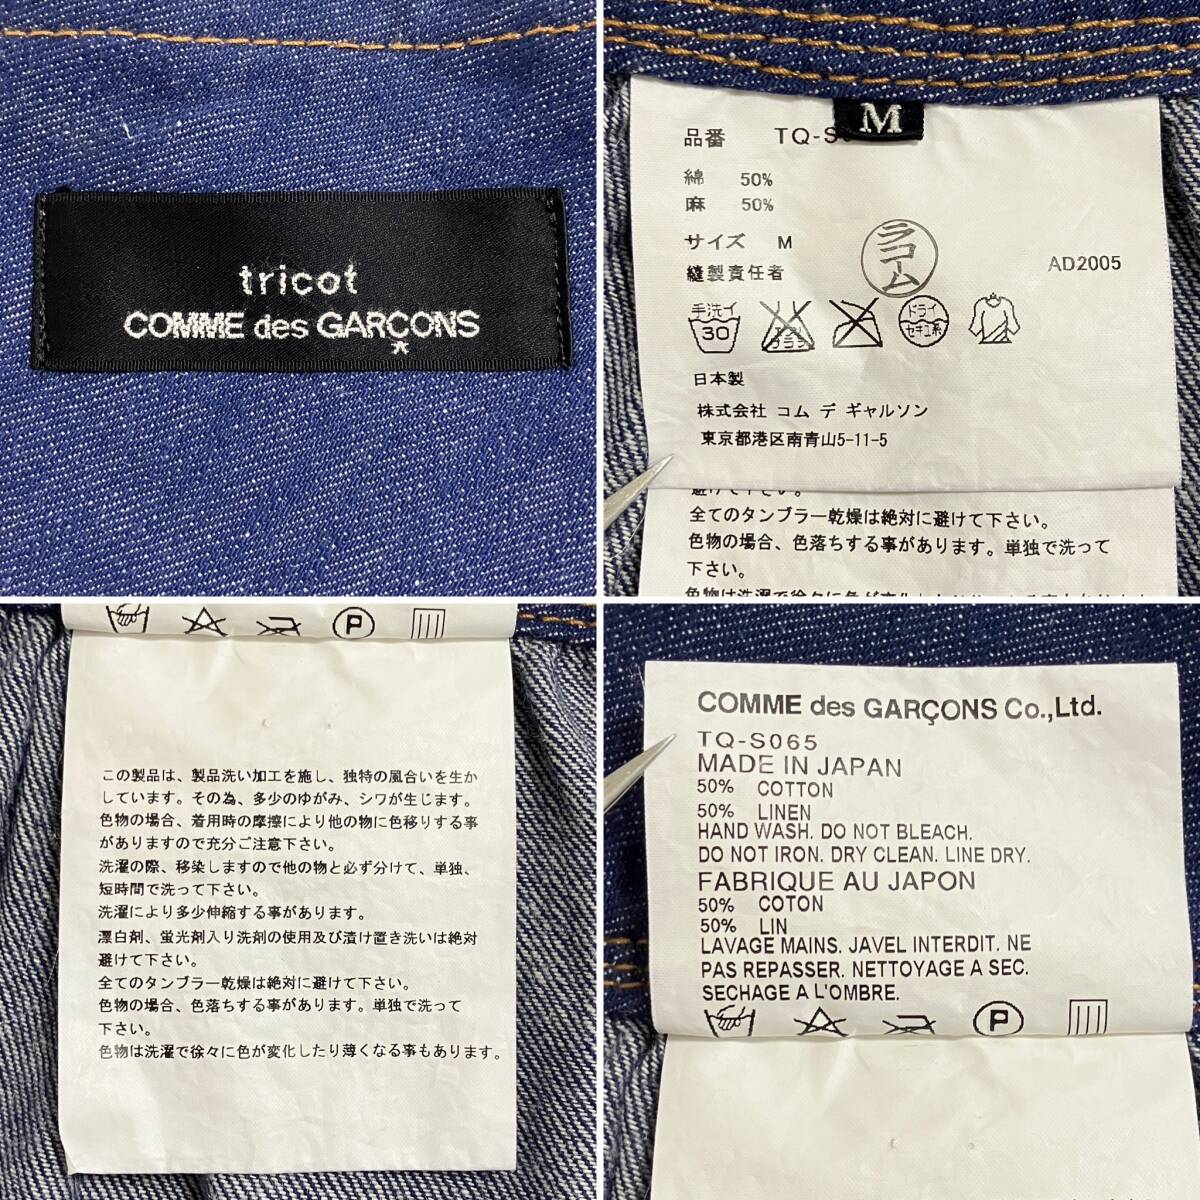 tricot
COMME des GARÇONS
*
M
品番 TQ-S
綿 50%
麻 50%
サイズ M
縫製責任者
ラコーム
AD2005
手洗イ
30
ドライ
セキユ系
日本製
株式会社 コム デ ギャルソン
東京都港区南青山5-11-5
避けて下さい。
全てのタンブラー乾燥は絶対に避けて下さい。
色物の場合、色落ちする事があります。単独で洗って
下さい。
P
この製品は、製品洗い加工を施し、独特の風合いを生か
しています。その為、多少のゆがみ、シワが生じます。
色物の場合、着用時の摩擦により他の物に色移りする事
がありますので充分ご注意下さい。
洗濯の際、移染しますので他の物と必ず分けて、単独、
短時間で洗って下さい。
洗濯により多少伸縮する事があります。
漂白剤、蛍光剤入り洗剤の使用及び漬け置き洗いは絶対
避けて下さい。
全てのタンブラー乾燥は絶対に避けて下さい。
色物の場合、色落ちする事があります。単独で洗って
下さい。
色物は洗濯で徐々に色が変化したり薄くなる事もあります。
COMME des GARÇONS Co.,Ltd.
TQ-S065
MADE IN JAPAN
50% COTTON
50% LINEN
HAND WASH. DO NOT BLEACH.
DO NOT IRON. DRY CLEAN. LINE DRY.
FABRIQUE AU JAPON
50% COTON
50% LIN
LAVAGE MAINS. JAVEL INTERDIT. NE
PAS REPASSER. NETTOYAGE A SEC.
SECHAGE A L'OMBRE.
P